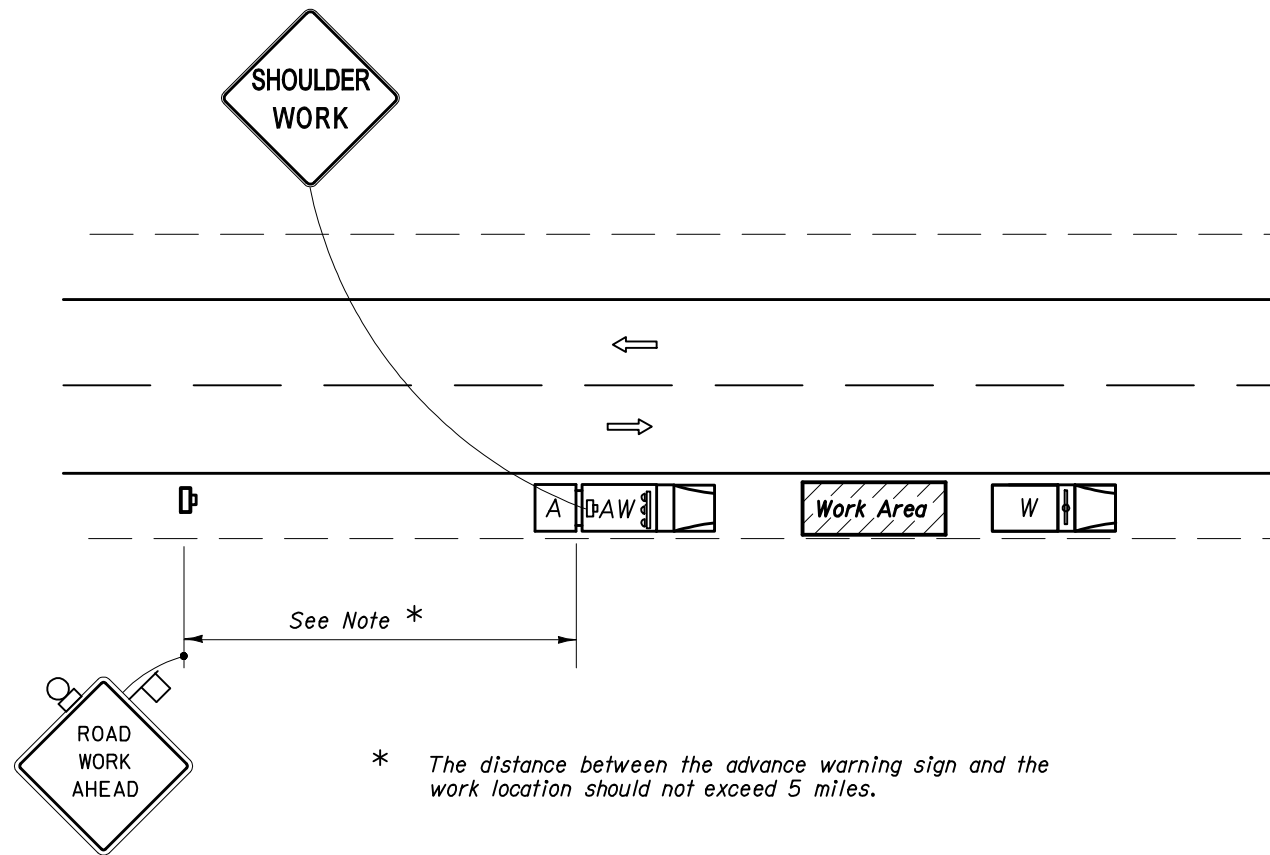 SHOULDER
WORK
A
AW
Work Area
W
See Note *
ROAD
WORK
AHEAD
* The distance between the advance warning sign and the
work location should not exceed 5 miles.